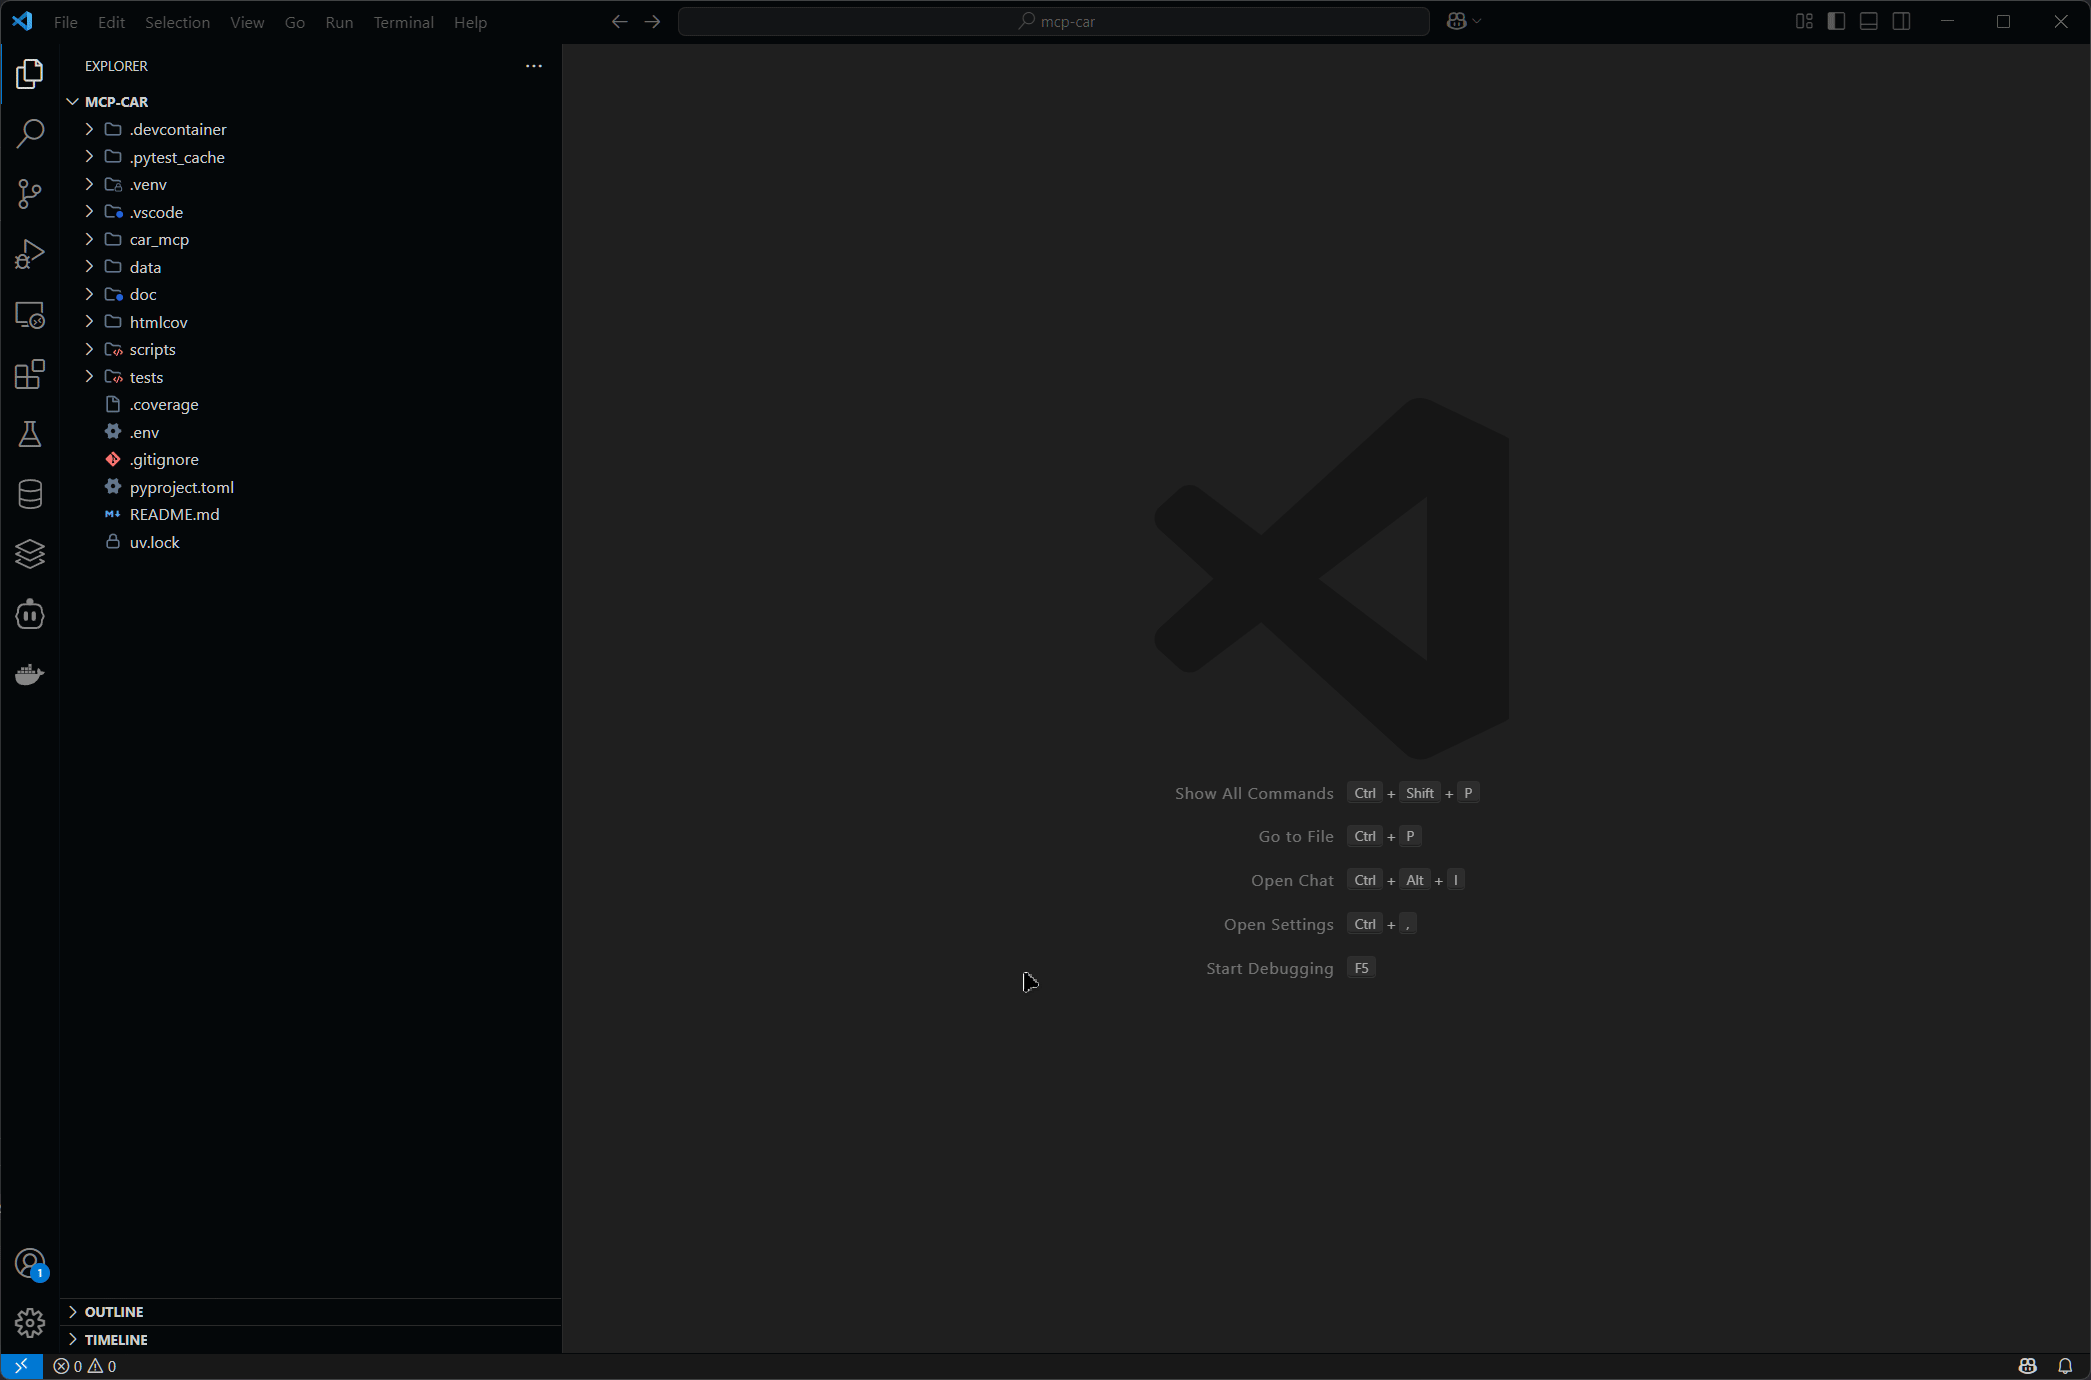 File Edit Selection View Go Run Terminal Help
mcp-car
EXPLORER
MCP-CAR
.devcontainer
.pytest_cache
.venv
.vscode
car_mcp
data
doc
htmlcov
scripts
tests
.coverage
.env
.gitignore
pyproject.toml
README.md
uv.lock
Show All Commands Ctrl + Shift + P
Go to File Ctrl + P
Open Chat Ctrl + Alt + I
Open Settings Ctrl + ,
Start Debugging F5
1
OUTLINE
TIMELINE
0 0